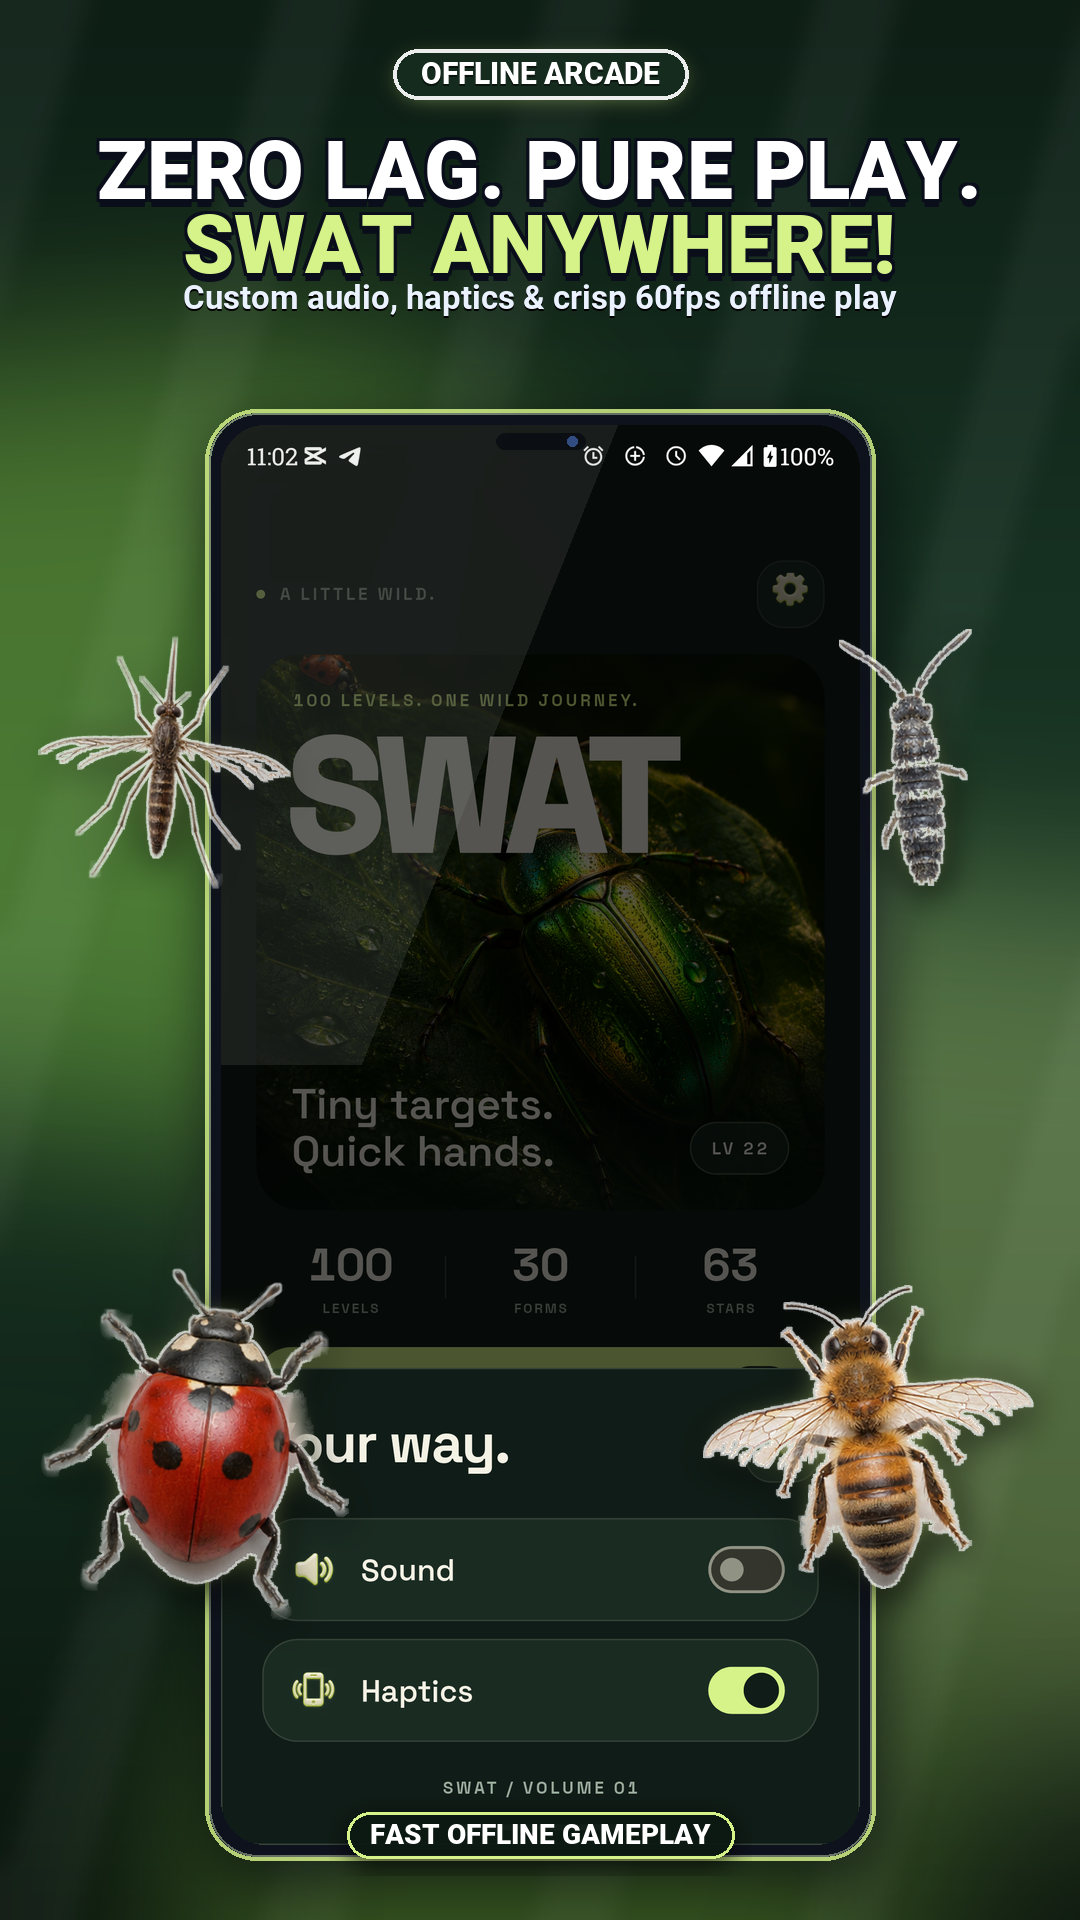 OFFLINE ARCADE
ZERO LAG. PURE PLAY.
SWAT ANYWHERE!
Custom audio, haptics & crisp 60fps offline play
11:02 100%
A LITTLE WILD.
100 LEVELS. ONE WILD JOURNEY.
SWAT
Tiny targets.
Quick hands.
LV 22
100 30 63
LEVELS FORMS STARS
our way.
Sound
Haptics
SWAT / VOLUME 01
FAST OFFLINE GAMEPLAY